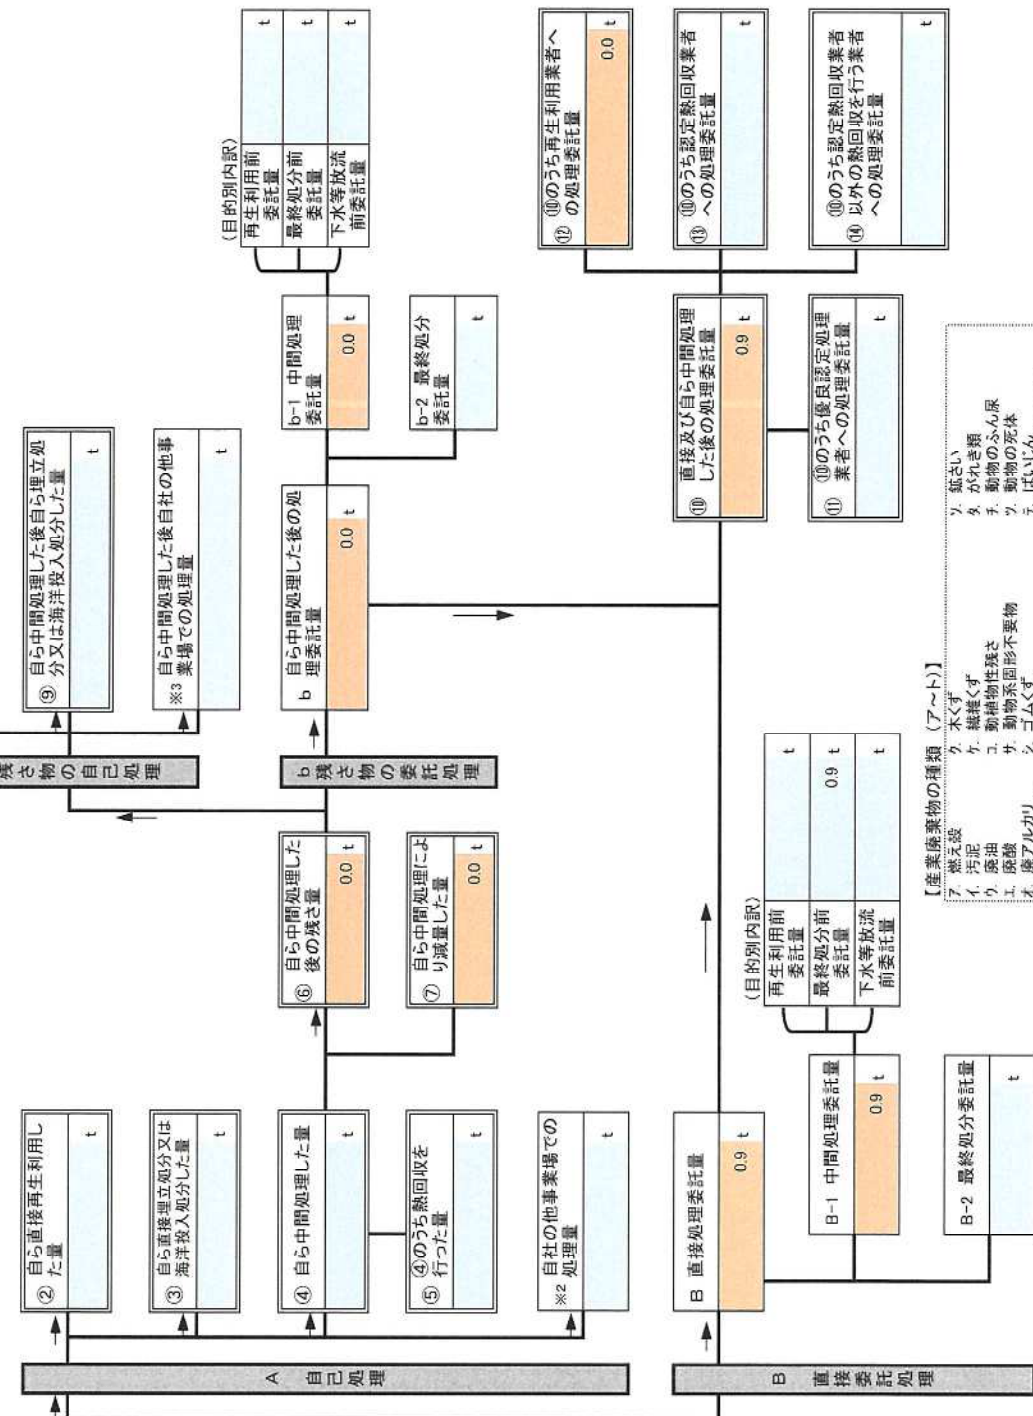 A 自己処理
② 自ら直接再生利用し
た量
t
③ 自ら直接埋立処分又は
海洋投入処分した量
t
④ 自ら中間処理した量
t
⑤ ④のうち熱回収を
行った量
t
※2 自社の他事業場での
処理量
t
⑥ 自ら中間処理した
後の残さ量
0.0 t
⑦ 自ら中間処理によ
り減量した量
0.0 t
残さ物の自己処理
⑨ 自ら中間処理した後自ら埋立処
分又は海洋投入処分した量
t
※3 自ら中間処理した後自社の他事
業場での処理量
t
b 残さ物の委託処理
b 自ら中間処理した後の処
理委託量
0.0 t
b-1 中間処理
委託量
0.0 t
b-2 最終処分
委託量
t
(目的別内訳)
再生利用前
委託量
t
最終処分前
委託量
t
下水等放流
前委託量
t
B 直接委託処理
B 直接処理委託量
0.9 t
B-1 中間処理委託量
0.9 t
B-2 最終処分委託量
t
(目的別内訳)
再生利用前
委託量
t
最終処分前
委託量
0.9 t
下水等放流
前委託量
t
⑩ 直接及び自ら中間処理
した後の処理委託量
0.9 t
⑪ ⑩のうち優良認定処理
業者への処理委託量
t
⑫ ⑩のうち再生利用業者へ
の処理委託量
0.0 t
⑬ ⑩のうち認定熱回収業者
への処理委託量
t
⑭ ⑩のうち認定熱回収業者
以外の熱回収を行う業者
への処理委託量
t
【産業廃棄物の種類(ア~ト)】
ア. 燃え殻
イ. 汚泥
ウ. 廃油
エ. 廃酸
オ. 廃アルカリ
ク. 木くず
ケ. 繊維くず
コ. 動植物性残さ
サ. 動物系固形不要物
シ. ゴムくず
ソ. 鉱さい
タ. がれき類
チ. 動物のふん尿
ツ. 動物の死体
テ. ばいじん